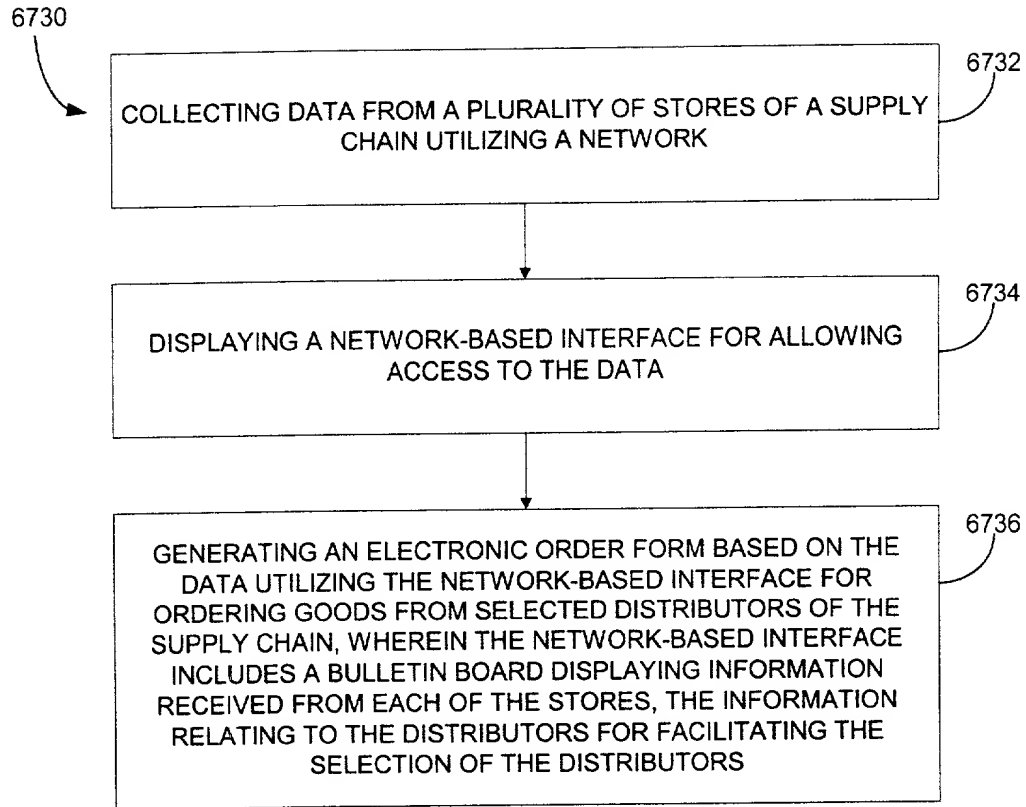 6730
6732
COLLECTING DATA FROM A PLURALITY OF STORES OF A SUPPLY
CHAIN UTILIZING A NETWORK
6734
DISPLAYING A NETWORK-BASED INTERFACE FOR ALLOWING
ACCESS TO THE DATA
6736
GENERATING AN ELECTRONIC ORDER FORM BASED ON THE
DATA UTILIZING THE NETWORK-BASED INTERFACE FOR
ORDERING GOODS FROM SELECTED DISTRIBUTORS OF THE
SUPPLY CHAIN, WHEREIN THE NETWORK-BASED INTERFACE
INCLUDES A BULLETIN BOARD DISPLAYING INFORMATION
RECEIVED FROM EACH OF THE STORES, THE INFORMATION
RELATING TO THE DISTRIBUTORS FOR FACILITATING THE
SELECTION OF THE DISTRIBUTORS